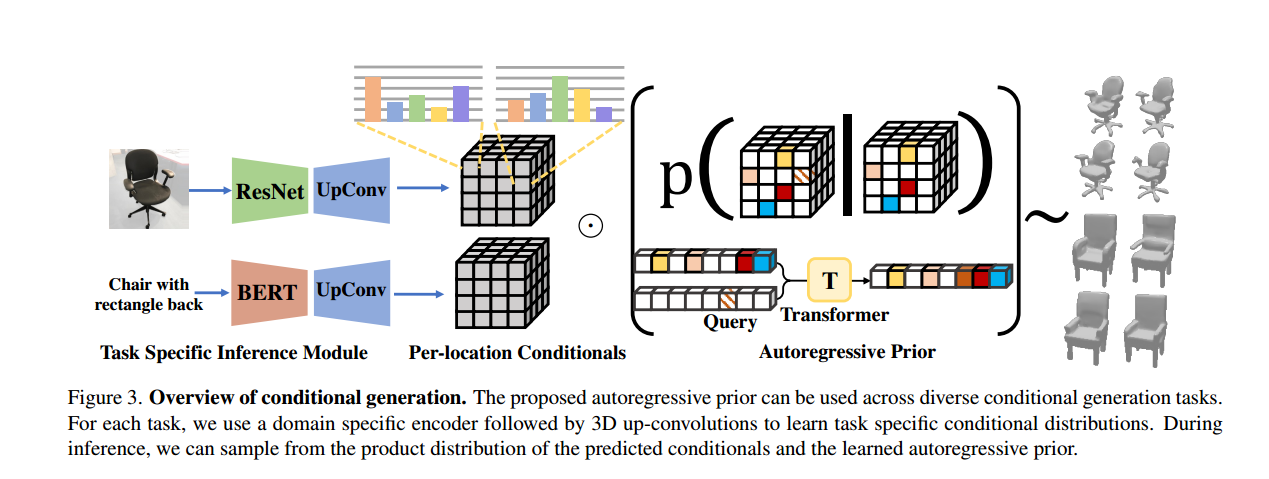 p
ResNet UpConv
Chair with
rectangle back
BERT UpConv
T
Query Transformer
Task Specific Inference Module Per-location Conditionals Autoregressive Prior
Figure 3. Overview of conditional generation. The proposed autoregressive prior can be used across diverse conditional generation tasks.
For each task, we use a domain specific encoder followed by 3D up-convolutions to learn task specific conditional distributions. During
inference, we can sample from the product distribution of the predicted conditionals and the learned autoregressive prior.